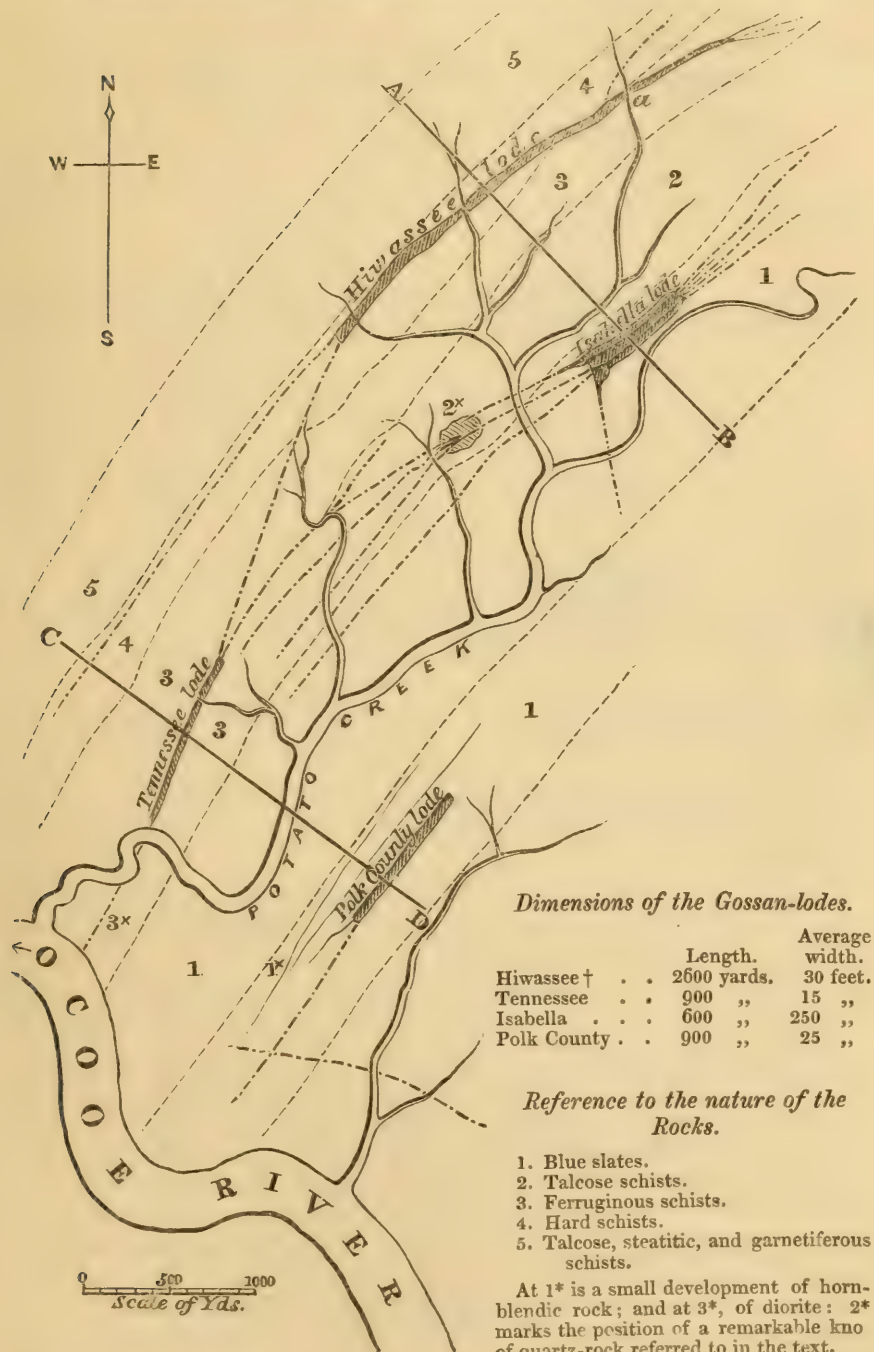 N
W E
S
5
A
4
a
Hiwassee lode
3
2
1
Isabella lode
2×
B
5
C
4
3
Tennessee lode
3
POTATO CREEK
1
Polk County lode
D
3×
1
1×
OCOOE RIVER
0 500 1000
Scale of Yds.
Dimensions of the Gossan-lodes.
Average
Length. width.
Hiwassee † . . 2600 yards. 30 feet.
Tennessee . . 900 „ 15 „
Isabella . . . 600 „ 250 „
Polk County . . 900 „ 25 „
Reference to the nature of the
Rocks.
1. Blue slates.
2. Talcose schists.
3. Ferruginous schists.
4. Hard schists.
5. Talcose, steatitic, and garnetiferous
schists.
At 1* is a small development of horn-
blendic rock; and at 3*, of diorite: 2*
marks the position of a remarkable kno
of quartz-rock referred to in the text.